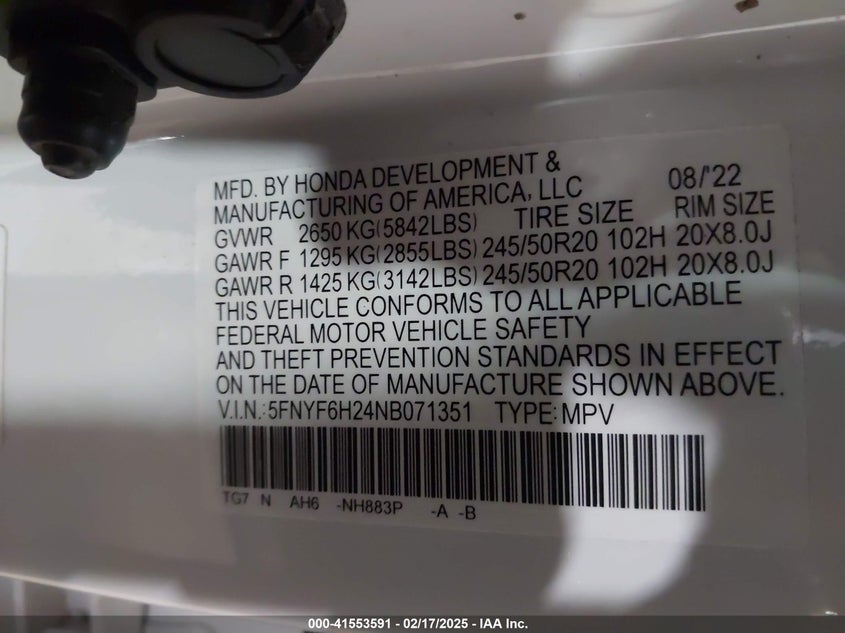 MFD. BY HONDA DEVELOPMENT & 08/'22
MANUFACTURING OF AMERICA, LLC
GVWR 2650 KG(5842LBS) TIRE SIZE RIM SIZE
GAWR F 1295 KG(2855LBS) 245/50R20 102H 20X8.0J
GAWR R 1425 KG(3142LBS) 245/50R20 102H 20X8.0J
THIS VEHICLE CONFORMS TO ALL APPLICABLE
FEDERAL MOTOR VEHICLE SAFETY
AND THEFT PREVENTION STANDARDS IN EFFECT
ON THE DATE OF MANUFACTURE SHOWN ABOVE.
V.I.N.: 5FNYF6H24NB071351 TYPE: MPV
TG7 N AH6 -NH883P -A -B
000-41553591 - 02/17/2025 - IAA Inc.